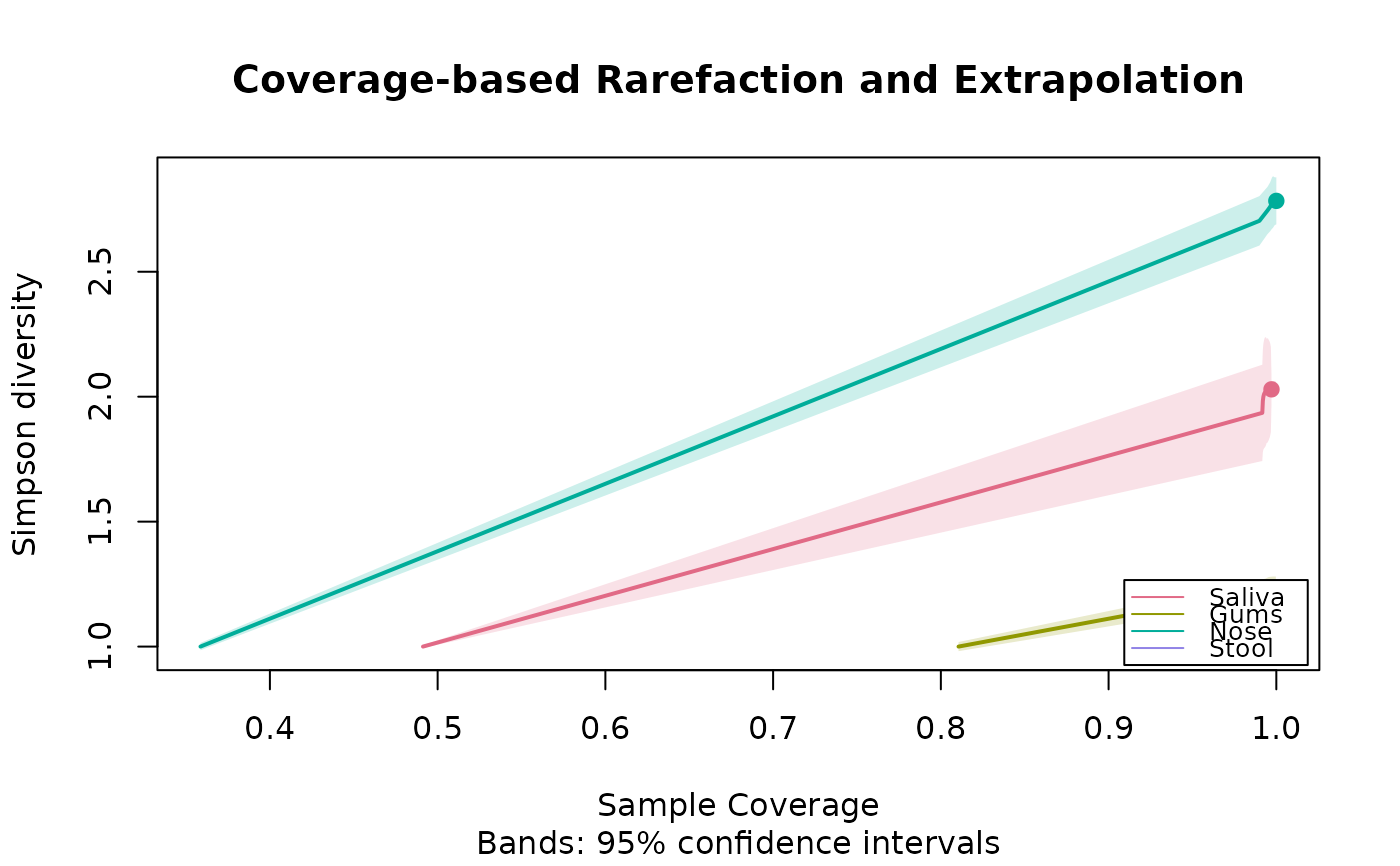 Coverage-based Rarefaction and Extrapolation
Simpson diversity
2.5
2.0
1.5
1.0
Saliva
Gums
Nose
Stool
0.4 0.5 0.6 0.7 0.8 0.9 1.0
Sample Coverage
Bands: 95% confidence intervals